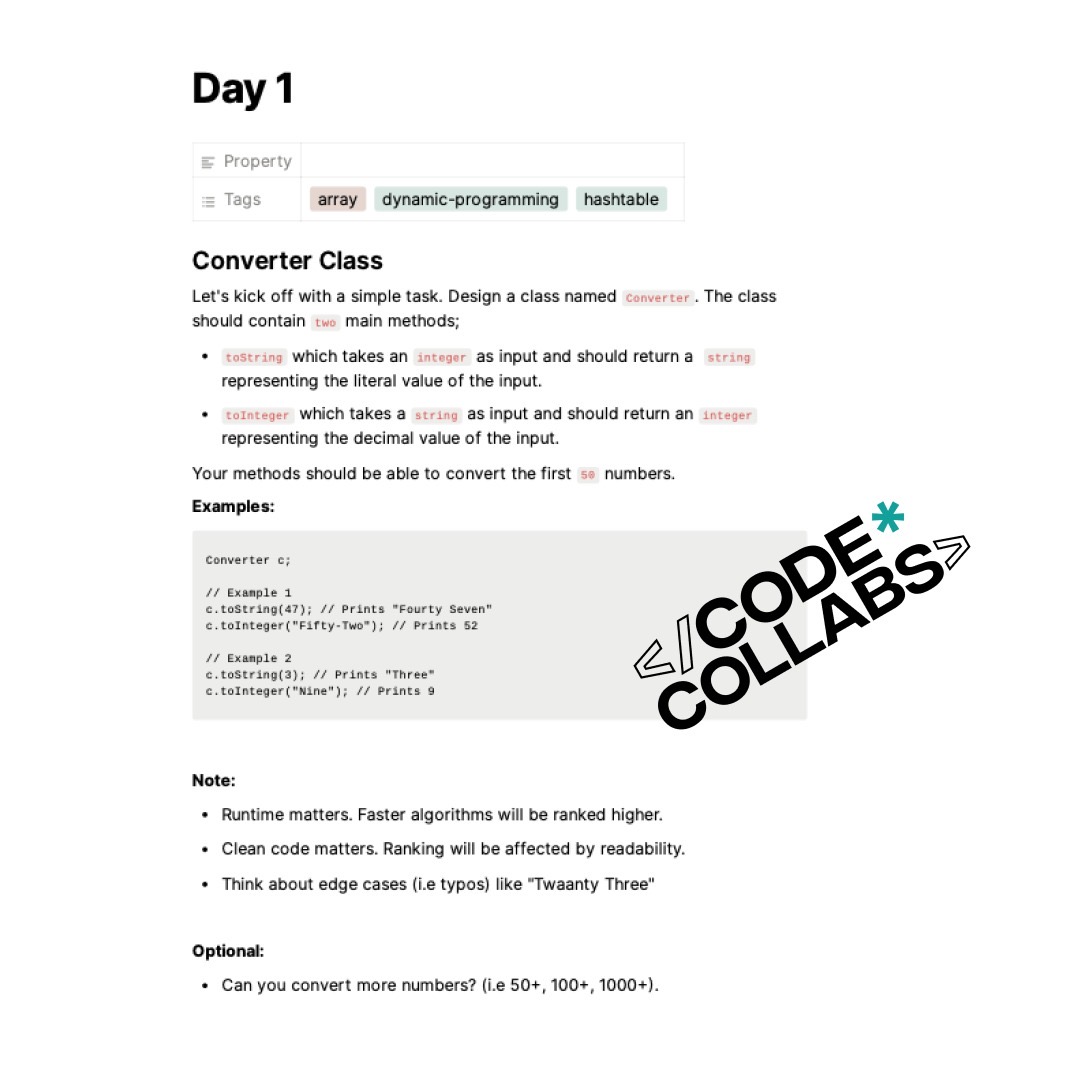 Day 1
Property
Tags array dynamic-programming hashtable
Converter Class
Let's kick off with a simple task. Design a class named Converter. The class
should contain two main methods;
• toString which takes an integer as input and should return a string
representing the literal value of the input.
• toInteger which takes a string as input and should return an integer
representing the decimal value of the input.
Your methods should be able to convert the first 50 numbers.
Examples:
Converter c;
// Example 1
c.toString(47); // Prints "Fourty Seven"
c.toInteger("Fifty-Two"); // Prints 52
// Example 2
c.toString(3); // Prints "Three"
c.toInteger("Nine"); // Prints 9
</CODE*
COLLABS>
Note:
• Runtime matters. Faster algorithms will be ranked higher.
• Clean code matters. Ranking will be affected by readability.
• Think about edge cases (i.e typos) like "Twaanty Three"
Optional:
• Can you convert more numbers? (i.e 50+, 100+, 1000+).